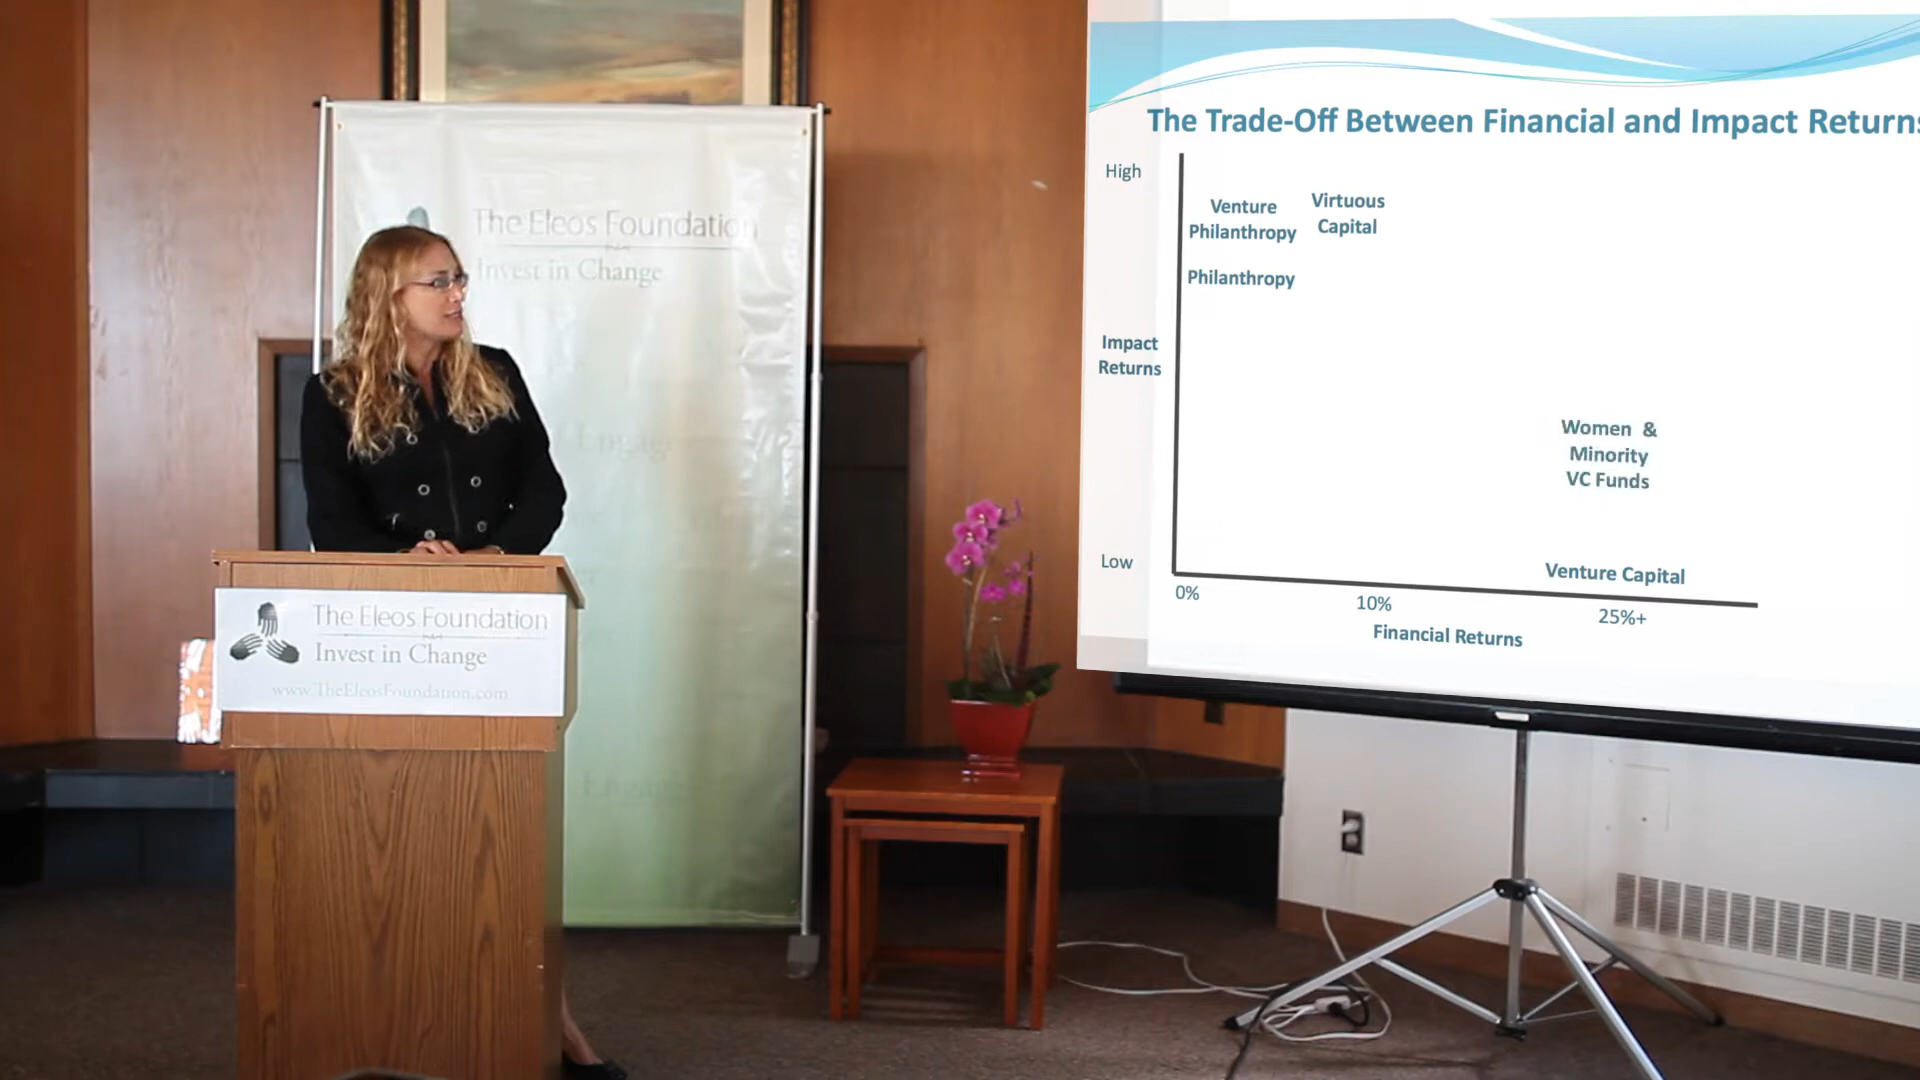 The Eleos Foundation
Invest in Change
Engage
The Eleos Foundation
Invest in Change
www.TheEleosFoundation.com
The Trade-Off Between Financial and Impact Returns
High
Venture
Philanthropy
Virtuous
Capital
Philanthropy
Impact
Returns
Women &
Minority
VC Funds
Low
Venture Capital
0%
10%
25%+
Financial Returns